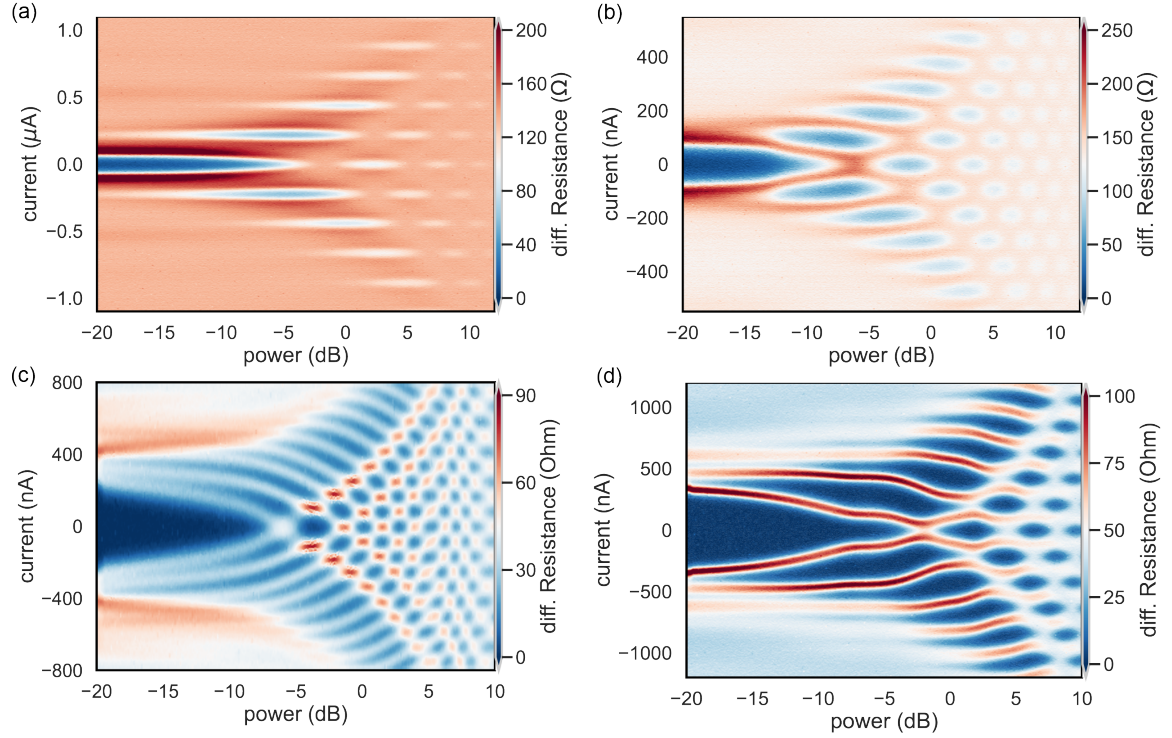 (a)
1.0
0.5
0.0
−0.5
−1.0
current (μA)
−20 −15 −10 −5 0 5 10
power (dB)
200
160
120
80
40
0
diff. Resistance (Ω)
(b)
400
200
0
−200
−400
current (nA)
−20 −15 −10 −5 0 5 10
power (dB)
250
200
150
100
50
0
diff. Resistance (Ω)
(c)
800
400
0
−400
−800
current (nA)
−20 −15 −10 −5 0 5 10
power (dB)
90
60
30
0
diff. Resistance (Ohm)
(d)
1000
500
0
−500
−1000
current (nA)
−20 −15 −10 −5 0 5 10
power (dB)
100
75
50
25
0
diff. Resistance (Ohm)